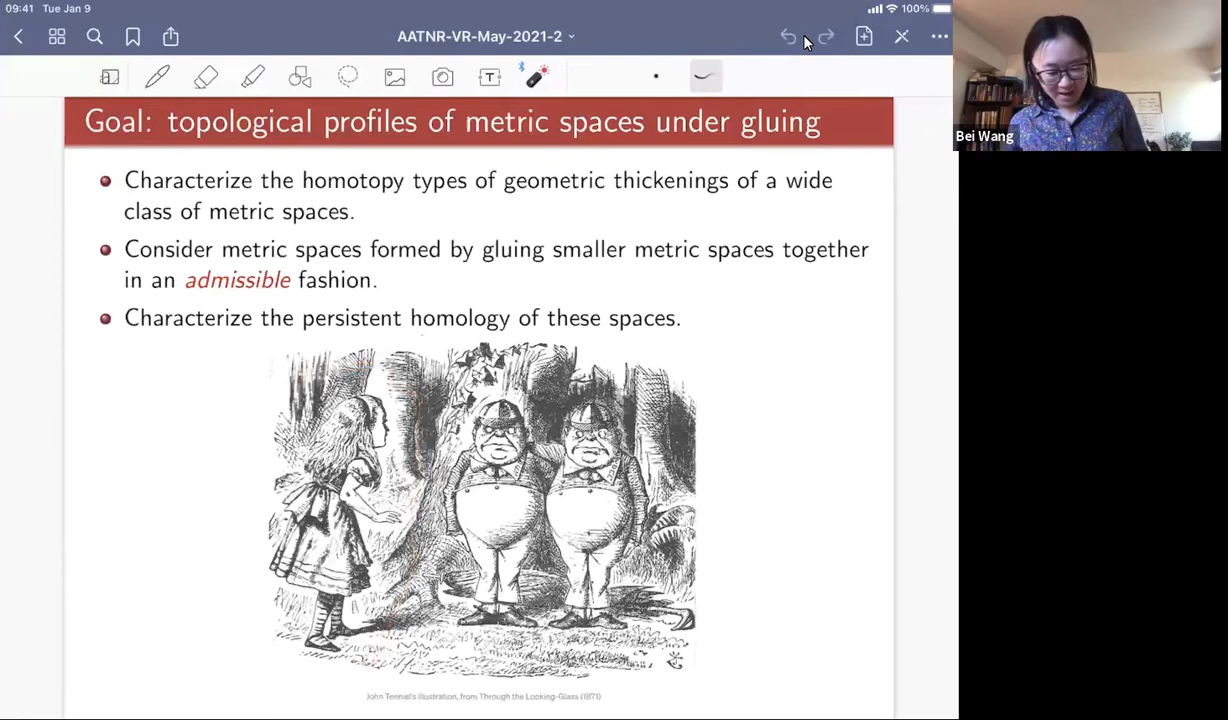 09:41 Tue Jan 9
100%
AATNR-VR-May-2021-2
T
Bei Wang
Goal: topological profiles of metric spaces under gluing
Characterize the homotopy types of geometric thickenings of a wide
class of metric spaces.
Consider metric spaces formed by gluing smaller metric spaces together
in an admissible fashion.
Characterize the persistent homology of these spaces.
John Tenniel's illustration, from Through the Looking-Glass (1871)